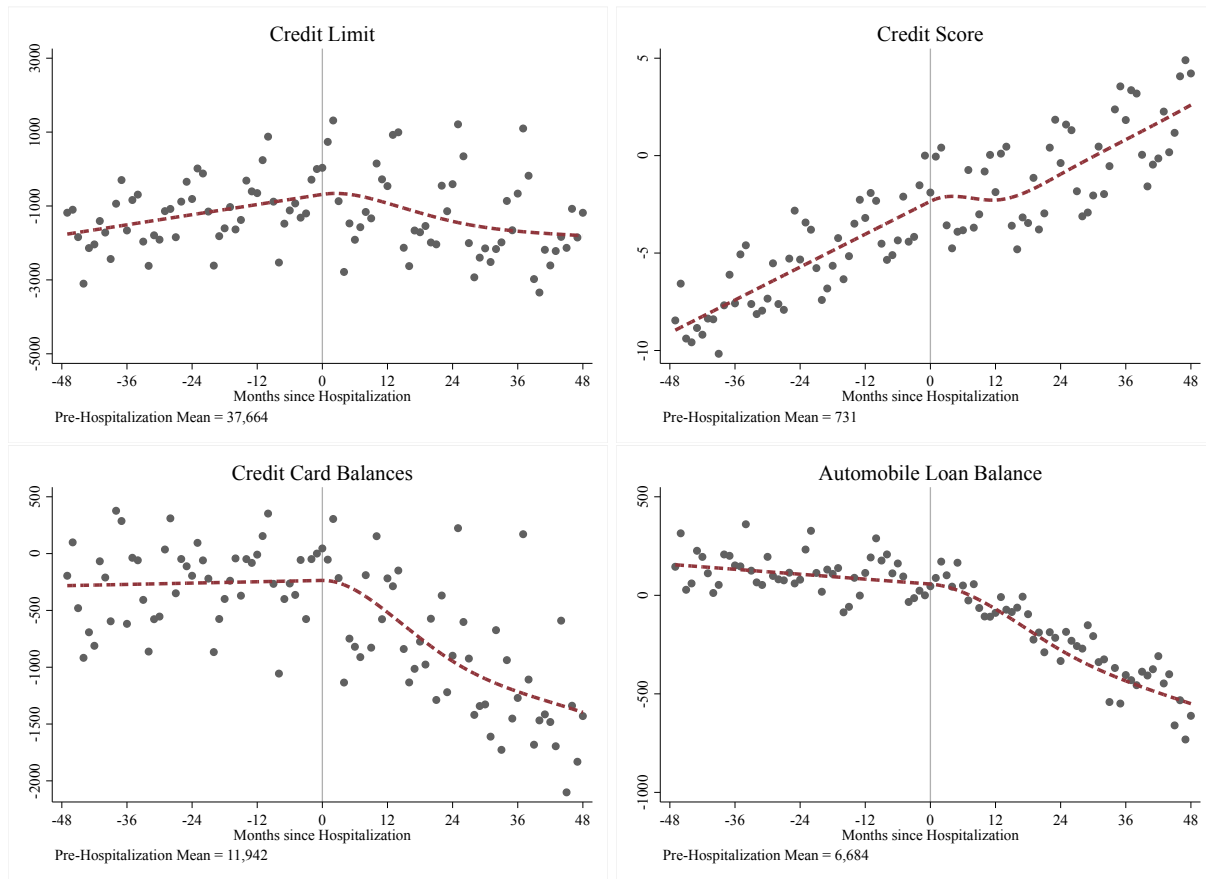 Credit Limit
3000
1000
-1000
-3000
-5000
-48 -36 -24 -12 0 12 24 36 48
Months since Hospitalization
Pre-Hospitalization Mean = 37,664
Credit Score
5
0
-5
-10
-48 -36 -24 -12 0 12 24 36 48
Months since Hospitalization
Pre-Hospitalization Mean = 731
Credit Card Balances
500
0
-500
-1000
-1500
-2000
-48 -36 -24 -12 0 12 24 36 48
Months since Hospitalization
Pre-Hospitalization Mean = 11,942
Automobile Loan Balance
500
0
-500
-1000
-48 -36 -24 -12 0 12 24 36 48
Months since Hospitalization
Pre-Hospitalization Mean = 6,684